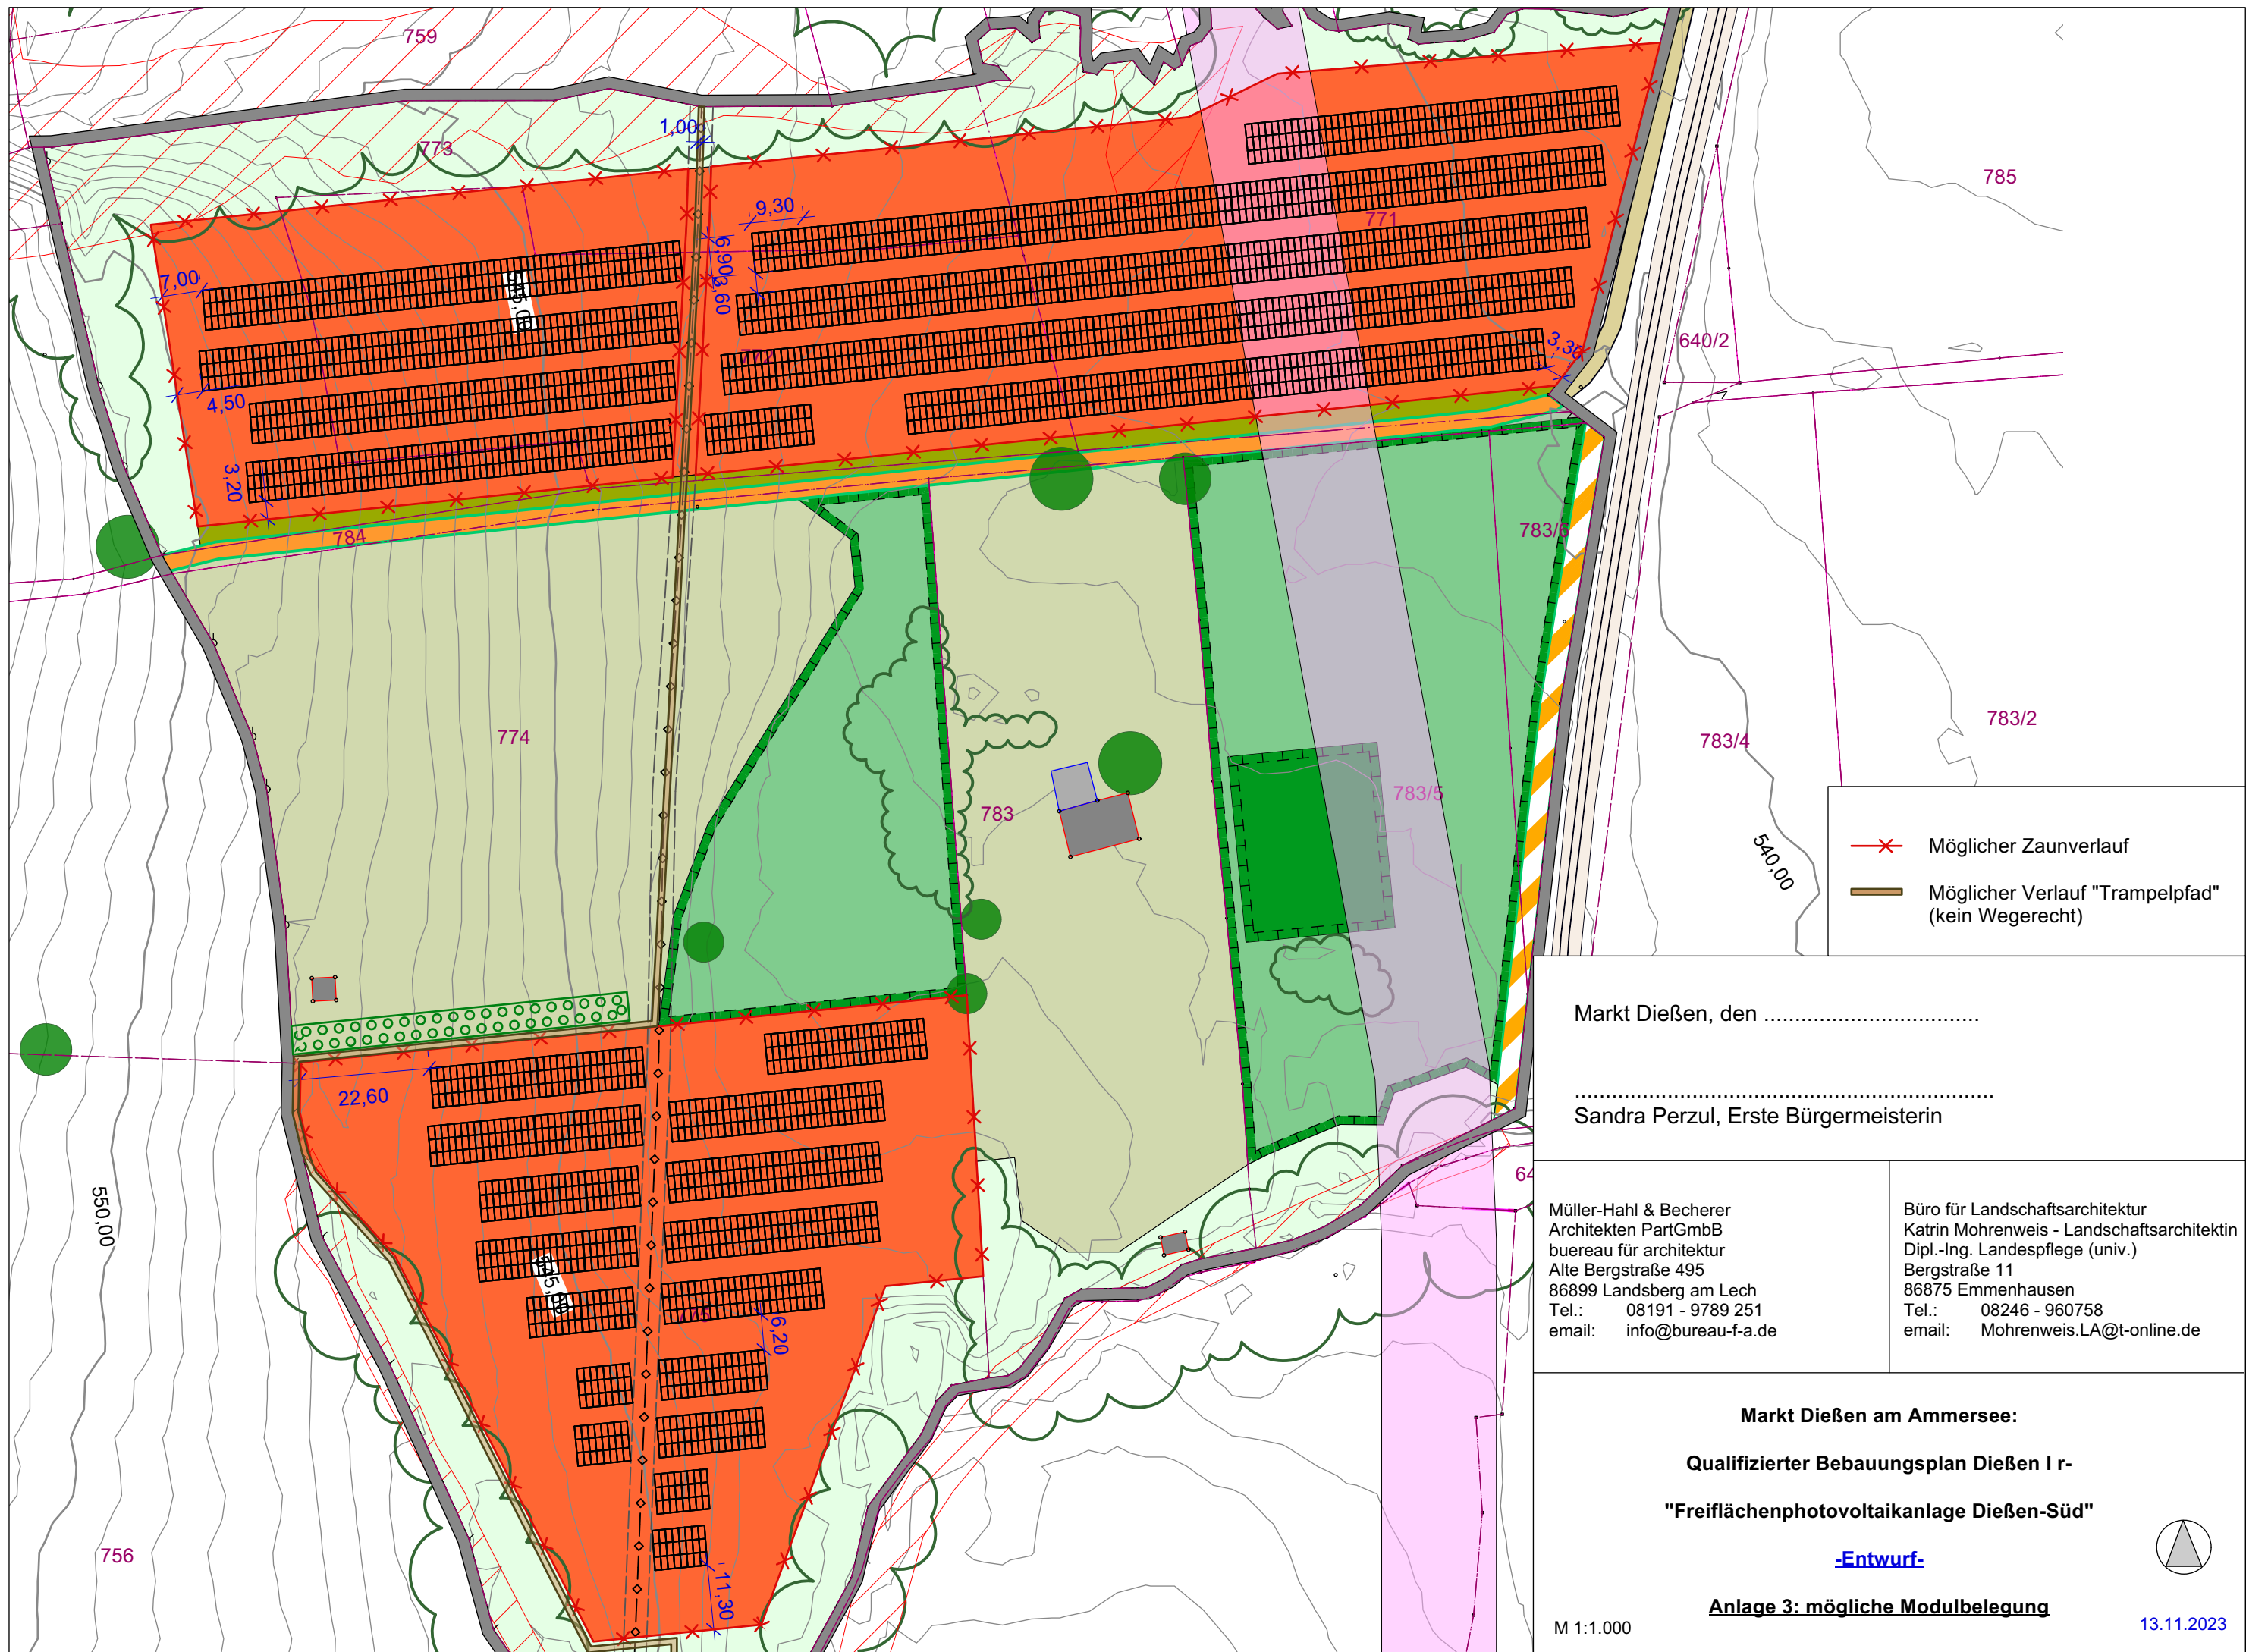 759
773
1,00
785
9,30
771
7,00
6,90
3,60
545,00
772
640/2
3,30
4,50
3,20
784
783/6
774
783/2
783/4
783
783/5
540,00
Möglicher Zaunverlauf
Möglicher Verlauf "Trampelpfad"
(kein Wegerecht)
22,60
550,00
545,00
6,20
11,30
756
64
Markt Dießen, den ..................................
..................................................................
Sandra Perzul, Erste Bürgermeisterin
Müller-Hahl & Becherer
Architekten PartGmbB
buereau für architektur
Alte Bergstraße 495
86899 Landsberg am Lech
Tel.: 08191 - 9789 251
email: info@bureau-f-a.de
Büro für Landschaftsarchitektur
Katrin Mohrenweis - Landschaftsarchitektin
Dipl.-Ing. Landespflege (univ.)
Bergstraße 11
86875 Emmenhausen
Tel.: 08246 - 960758
email: Mohrenweis.LA@t-online.de
Markt Dießen am Ammersee:
Qualifizierter Bebauungsplan Dießen I r-
"Freiflächenphotovoltaikanlage Dießen-Süd"
-Entwurf-
Anlage 3: mögliche Modulbelegung
M 1:1.000
13.11.2023